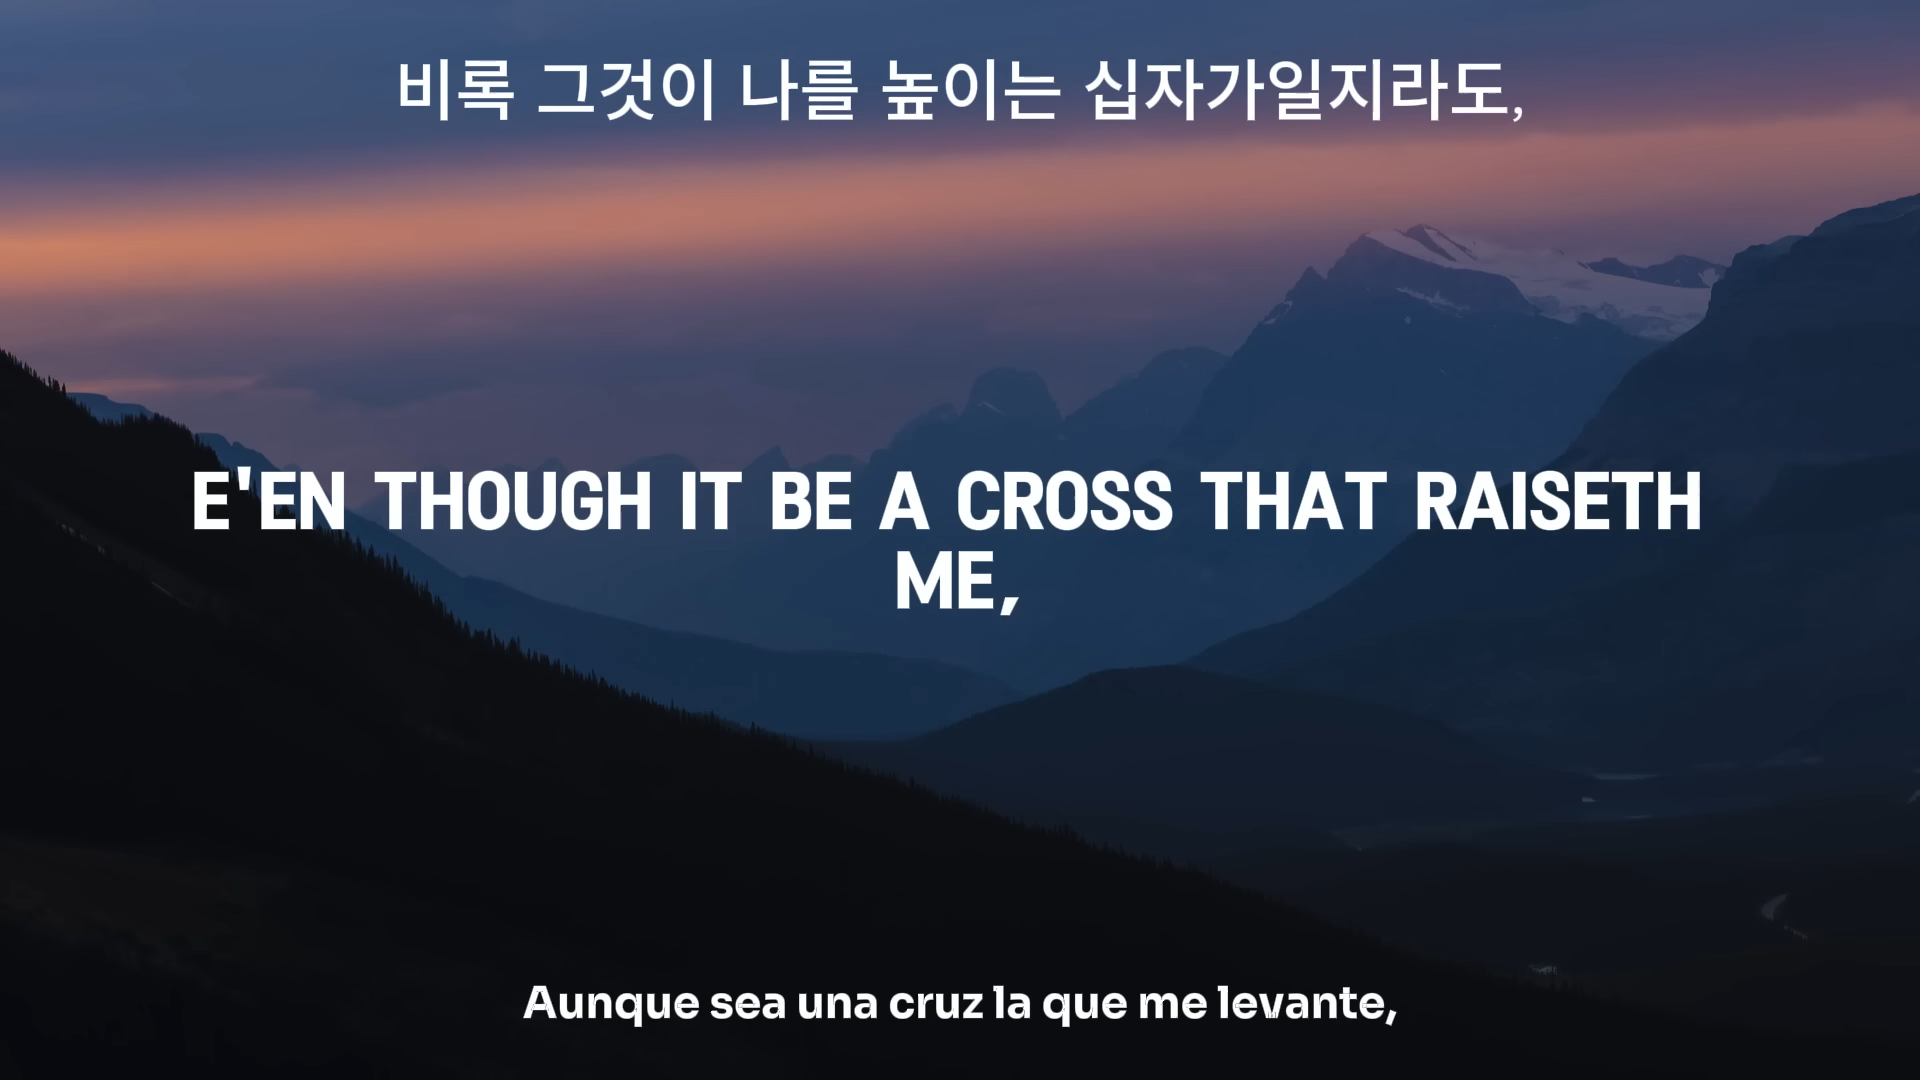 비록 그것이 나를 높이는 십자가일지라도,
E'EN THOUGH IT BE A CROSS THAT RAISETH
ME,
Aunque sea una cruz la que me levante,